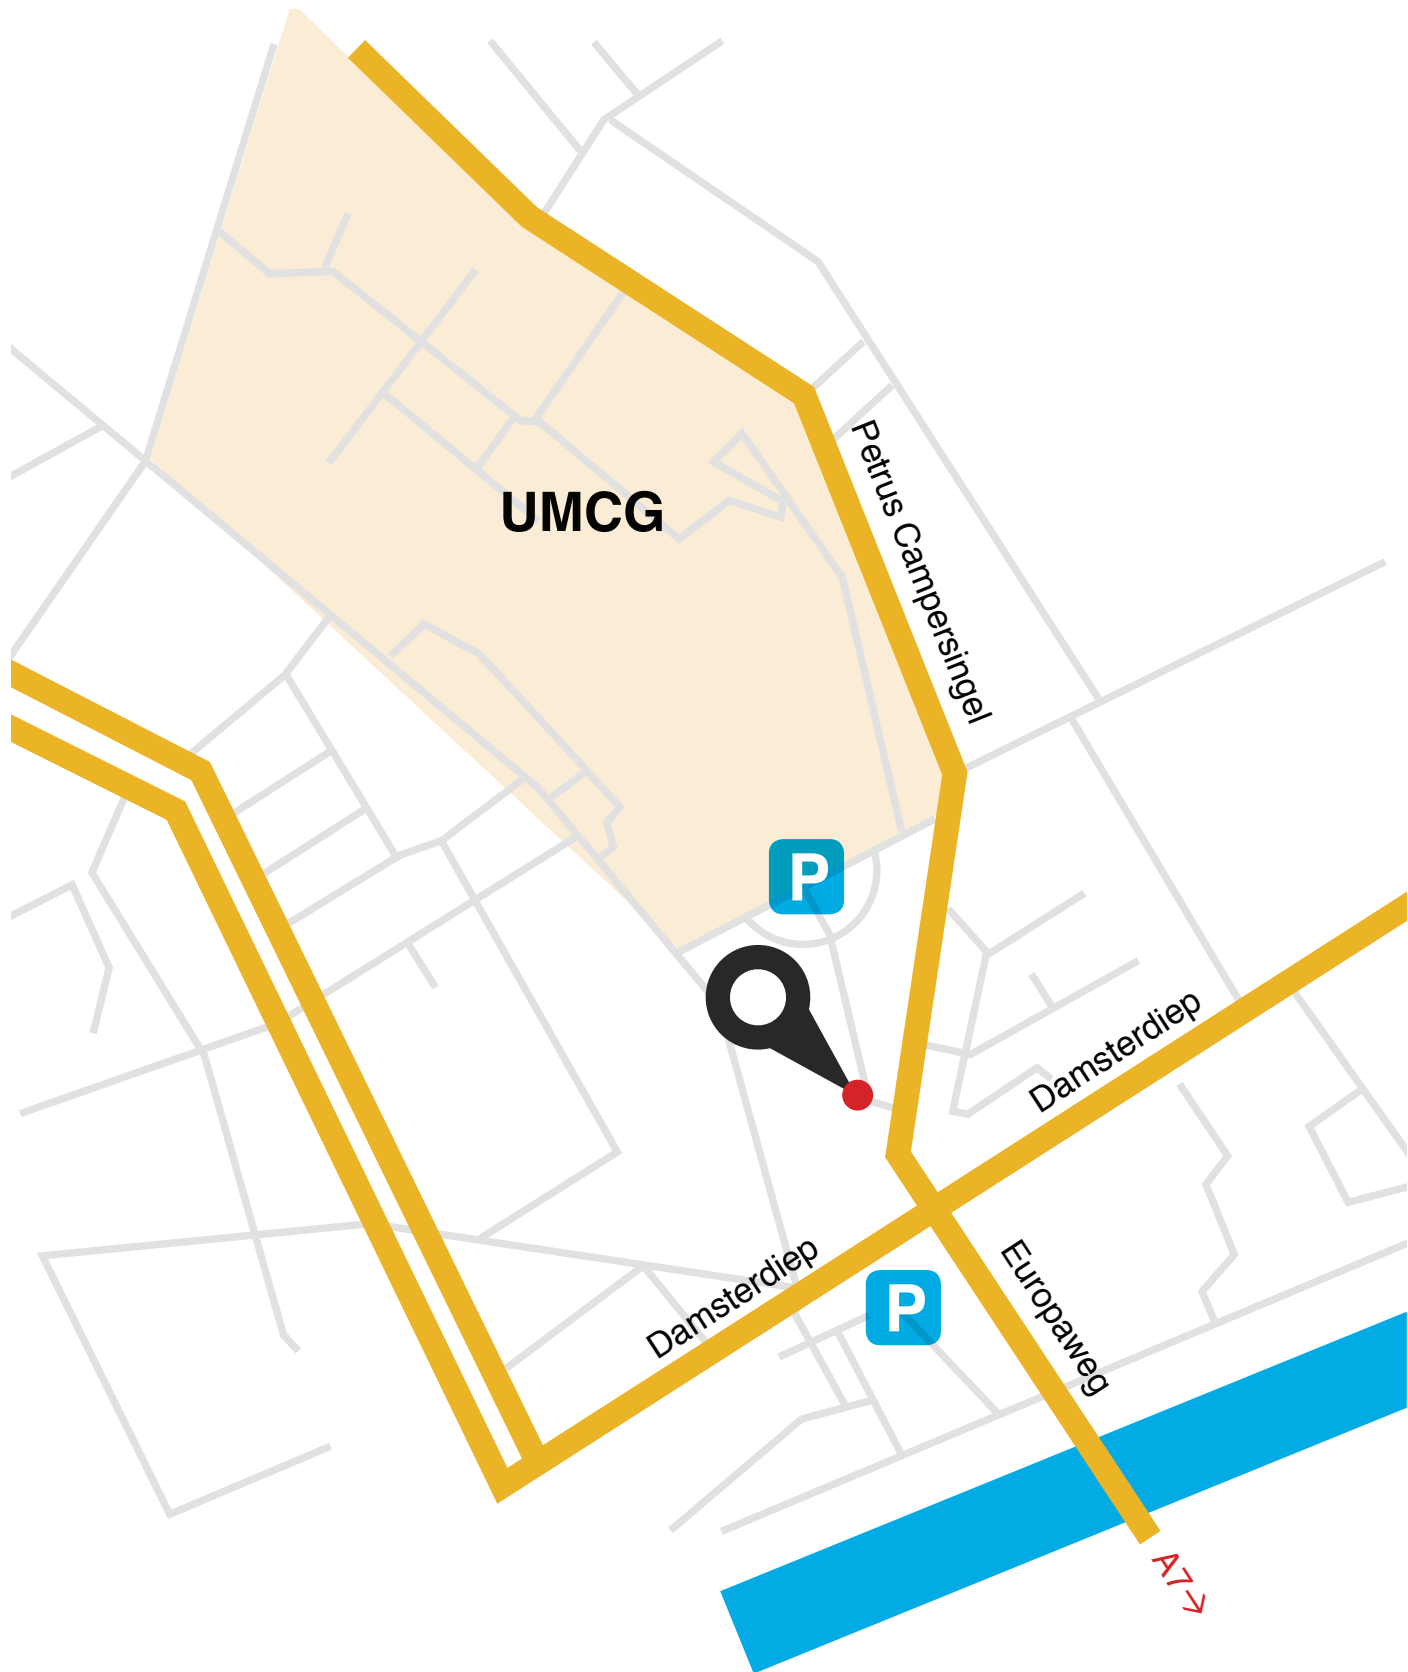 Petrus Campersingel
UMCG
P
Damsterdiep
Damsterdiep
P
Europaweg
A7→